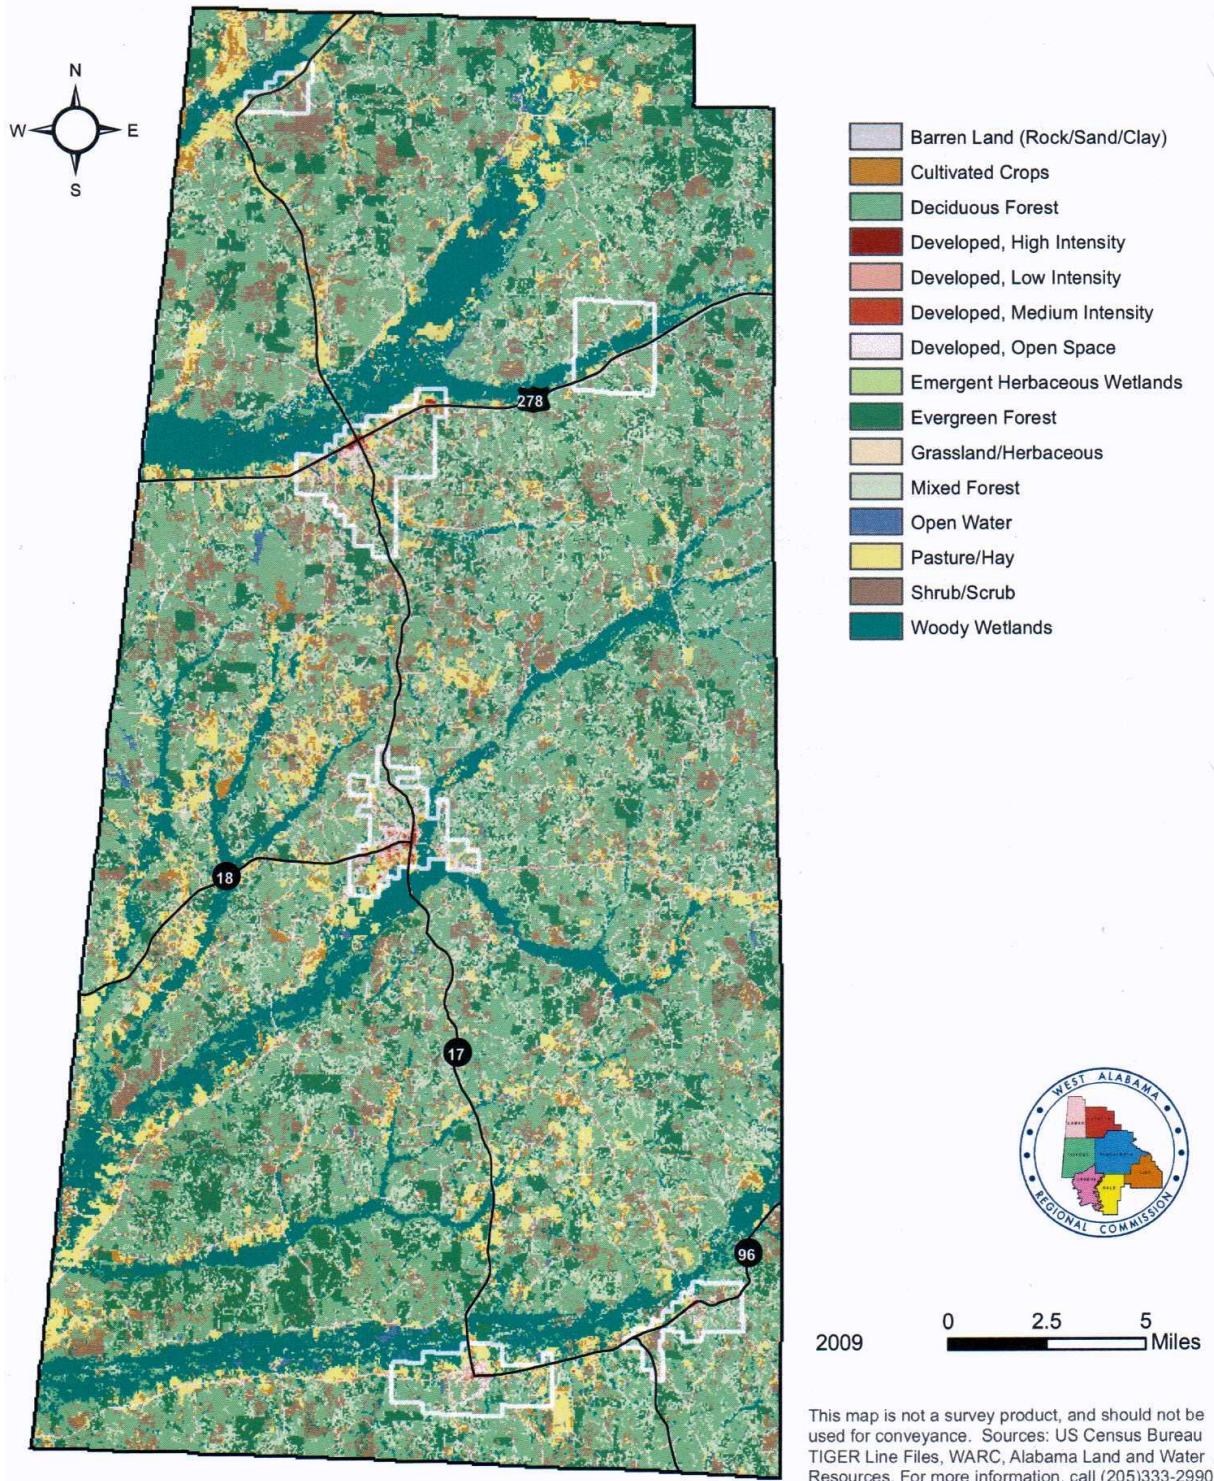 N
W E
S
Barren Land (Rock/Sand/Clay)
Cultivated Crops
Deciduous Forest
Developed, High Intensity
Developed, Low Intensity
Developed, Medium Intensity
Developed, Open Space
Emergent Herbaceous Wetlands
Evergreen Forest
Grassland/Herbaceous
Mixed Forest
Open Water
Pasture/Hay
Shrub/Scrub
Woody Wetlands
278
18
17
96
WEST ALABAMA
REGIONAL COMMISSION
2009
0 2.5 5
Miles
This map is not a survey product, and should not be
used for conveyance. Sources: US Census Bureau
TIGER Line Files, WARC, Alabama Land and Water
Resources. For more information, call (205)333-2990